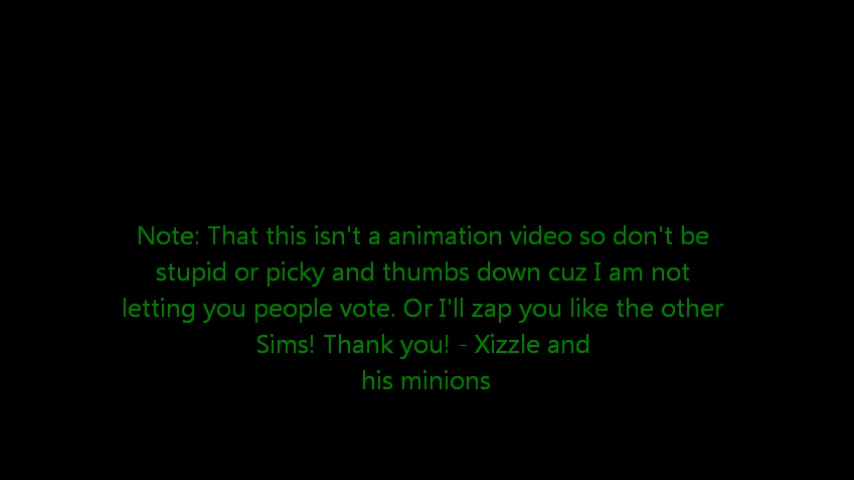 Note: That this isn't a animation video so don't be
stupid or picky and thumbs down cuz I am not
letting you people vote. Or I'll zap you like the other
Sims! Thank you! - Xizzle and
his minions